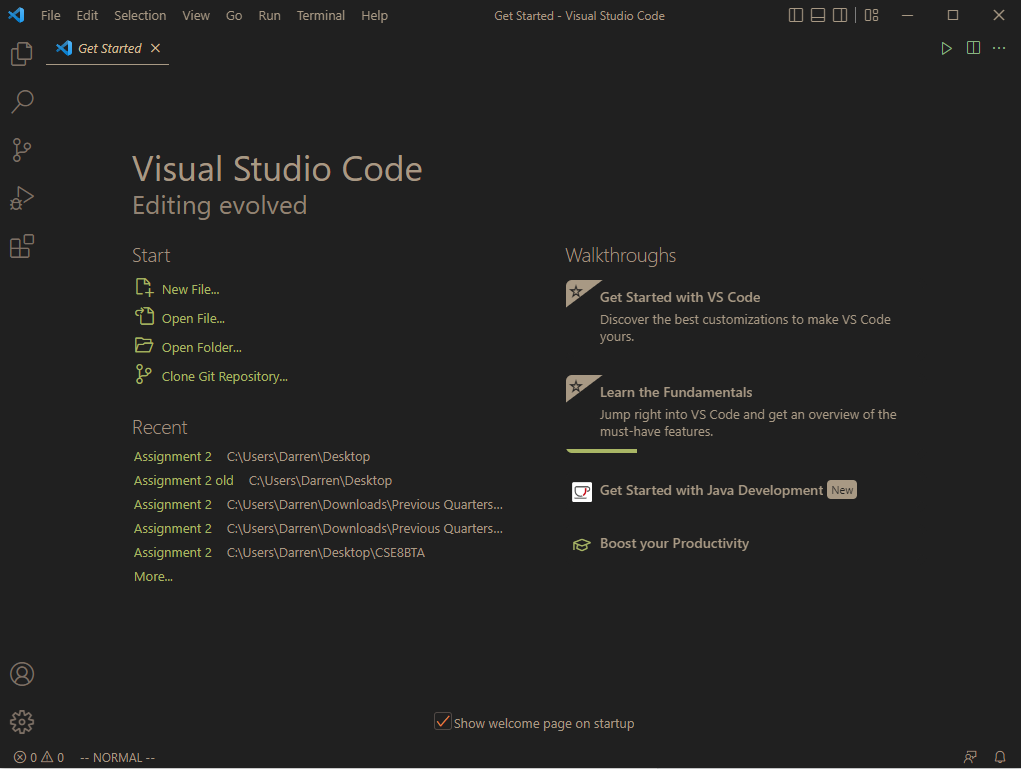 File Edit Selection View Go Run Terminal Help Get Started - Visual Studio Code
Get Started
Visual Studio Code
Editing evolved
Start
New File...
Open File...
Open Folder...
Clone Git Repository...
Recent
Assignment 2 C:\Users\Darren\Desktop
Assignment 2 old C:\Users\Darren\Desktop
Assignment 2 C:\Users\Darren\Downloads\Previous Quarters...
Assignment 2 C:\Users\Darren\Downloads\Previous Quarters...
Assignment 2 C:\Users\Darren\Desktop\CSE8BTA
More...
Walkthroughs
Get Started with VS Code
Discover the best customizations to make VS Code
yours.
Learn the Fundamentals
Jump right into VS Code and get an overview of the
must-have features.
Get Started with Java Development New
Boost your Productivity
Show welcome page on startup
0 0 -- NORMAL --